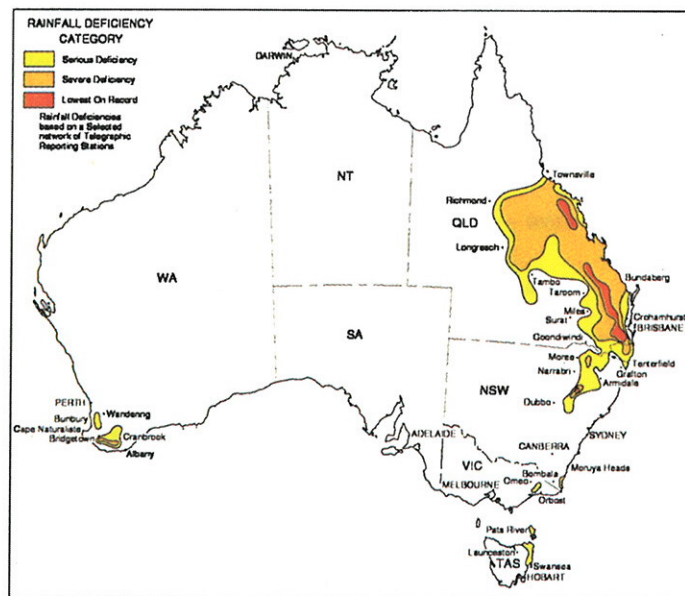 RAINFALL DEFICIENCY
CATEGORY
Serious Deficiency
Severe Deficiency
Lowest On Record
Rainfall Deficiencies
based on a Selected
network of Telegraphic
Reporting Stations
DARWIN
NT
Townsville
Richmond
QLD
Longreach
WA
Tambo
Taroom
Bundaberg
Miles
Surat
Crohamhurst
BRISBANE
SA
Goondiwindi
Moree
Tenterfield
Narrabri
Grafton
Armidale
NSW
Dubbo
PERTH
Wandering
Bunbury
Cape Naturaliste
Bridgetown
Cranbrook
Albany
ADELAIDE
SYDNEY
CANBERRA
VIC
Bombala
Moruya Heads
MELBOURNE
Omeo
Orbost
Pats River
Launceston
TAS
Swansea
HOBART